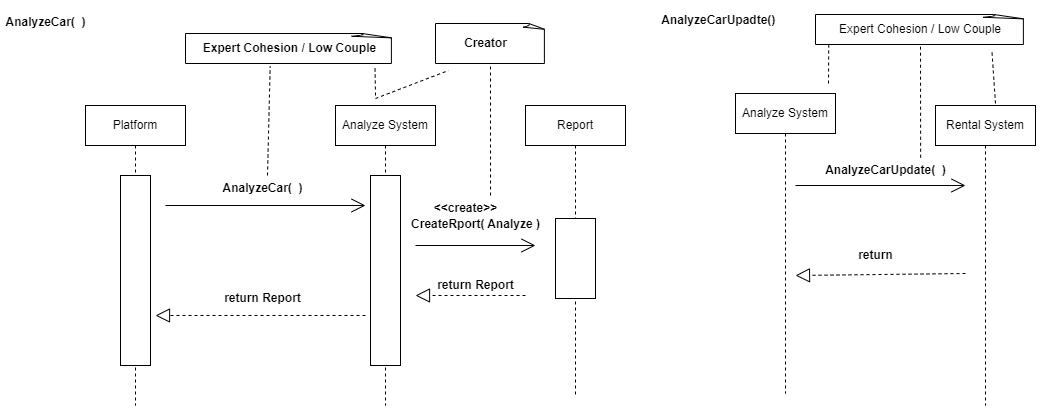 AnalyzeCar(  )
Expert Cohesion / Low Couple
Creator
Platform
Analyze System
Report
AnalyzeCar(  )
<<create>>
CreateRport( Analyze )
return Report
return Report
AnalyzeCarUpadte()
Expert Cohesion / Low Couple
Analyze System
Rental System
AnalyzeCarUpdate(  )
return